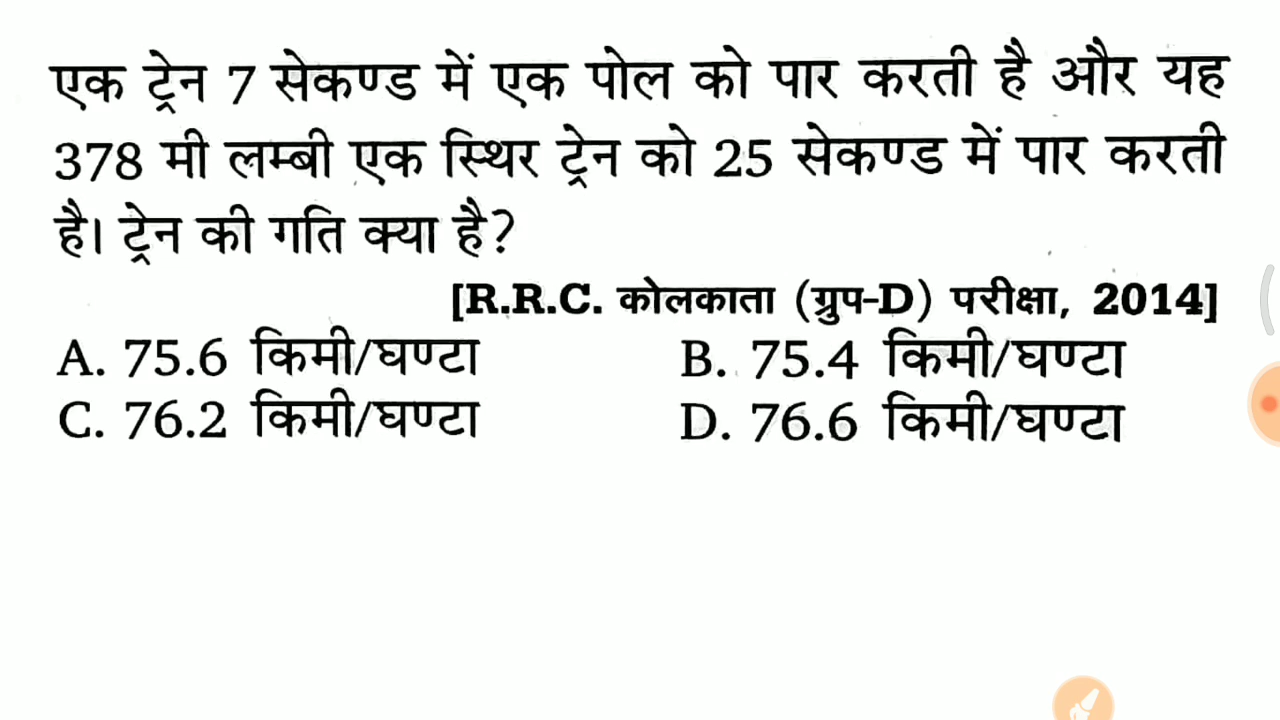 एक ट्रेन 7 सेकण्ड में एक पोल को पार करती है और यह
378 मी लम्बी एक स्थिर ट्रेन को 25 सेकण्ड में पार करती
है। ट्रेन की गति क्या है?
[R.R.C. कोलकाता (ग्रुप-D) परीक्षा, 2014]
A. 75.6 किमी/घण्टा B. 75.4 किमी/घण्टा
C. 76.2 किमी/घण्टा D. 76.6 किमी/घण्टा